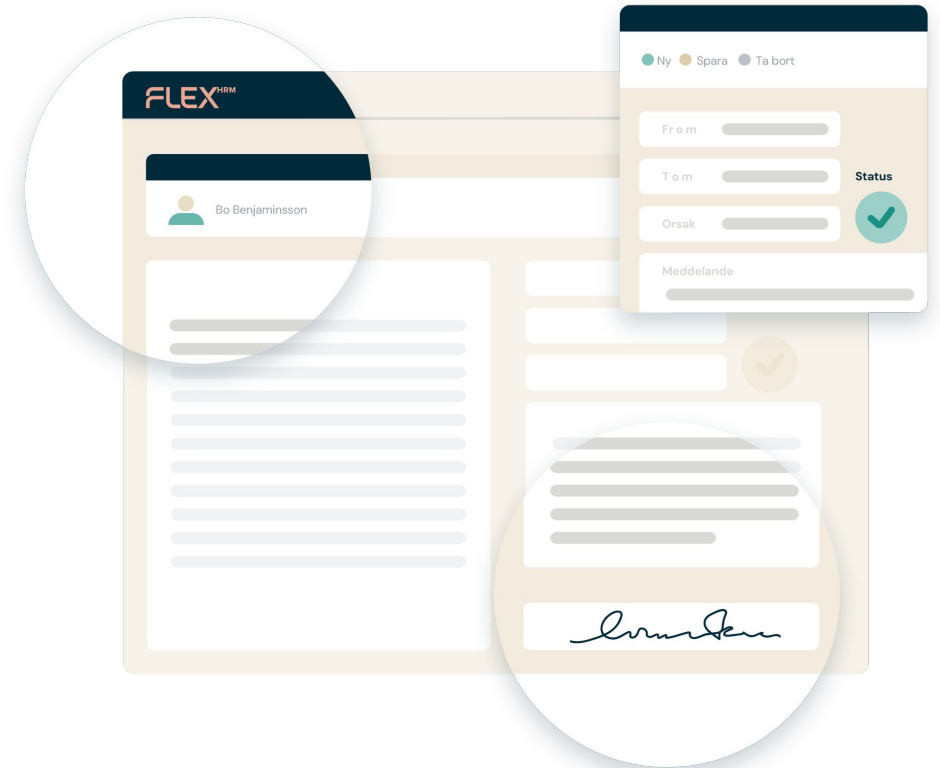 FLEX HRM
Bo Benjaminsson
Ny Spara Ta bort
From
Tom
Orsak
Status
Meddelande